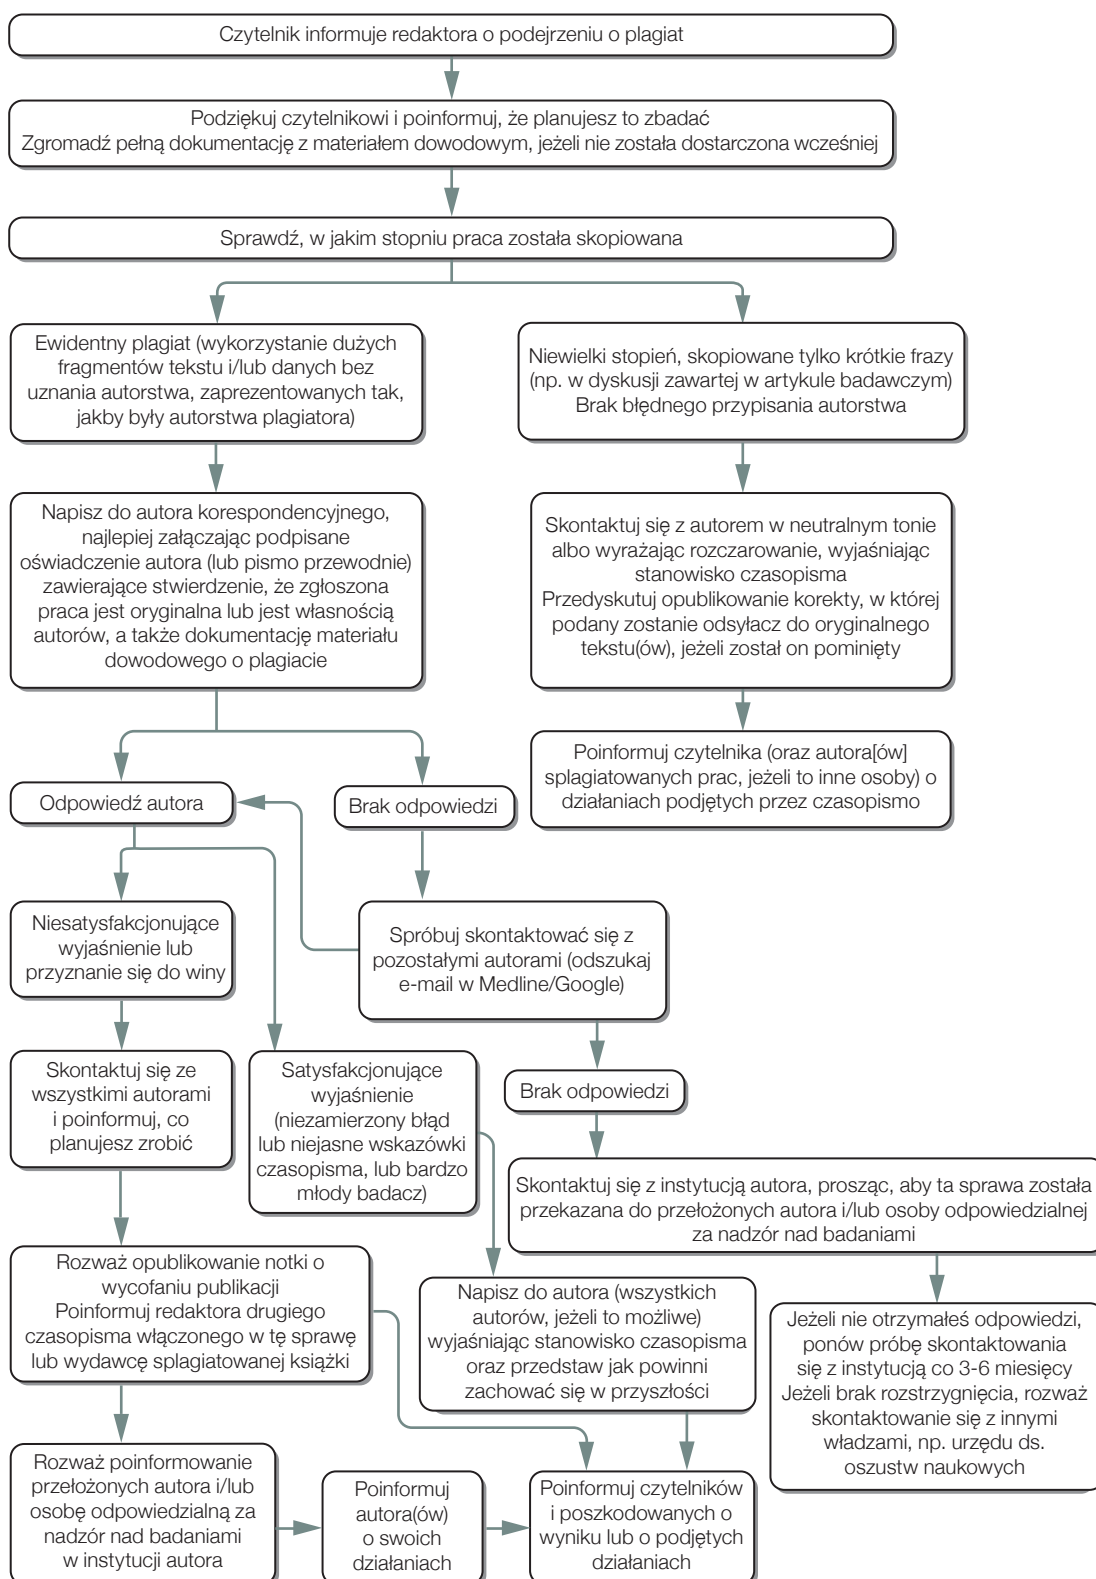 Czytelnik informuje redaktora o podejrzeniu o plagiat
Podziękuj czytelnikowi i poinformuj, że planujesz to zbadać
Zgromadź pełną dokumentację z materiałem dowodowym, jeżeli nie została dostarczona wcześniej
Sprawdź, w jakim stopniu praca została skopiowana
Ewidentny plagiat (wykorzystanie dużych
fragmentów tekstu i/lub danych bez
uznania autorstwa, zaprezentowanych tak,
jakby były autorstwa plagiatora)
Niewielki stopień, skopiowane tylko krótkie frazy
(np. w dyskusji zawartej w artykule badawczym)
Brak błędnego przypisania autorstwa
Napisz do autora korespondencyjnego,
najlepiej załączając podpisane
oświadczenie autora (lub pismo przewodnie)
zawierające stwierdzenie, że zgłoszona
praca jest oryginalna lub jest własnością
autorów, a także dokumentację materiału
dowodowego o plagiacie
Skontaktuj się z autorem w neutralnym tonie
albo wyrażając rozczarowanie, wyjaśniając
stanowisko czasopisma
Przedyskutuj opublikowanie korekty, w której
podany zostanie odsyłacz do oryginalnego
tekstu(ów), jeżeli został on pominięty
Poinformuj czytelnika (oraz autora[ów]
splagiatowanych prac, jeżeli to inne osoby) o
działaniach podjętych przez czasopismo
Odpowiedź autora
Brak odpowiedzi
Niesatysfakcjonujące
wyjaśnienie lub
przyznanie się do winy
Spróbuj skontaktować się z
pozostałymi autorami (odszukaj
e-mail w Medline/Google)
Skontaktuj się ze
wszystkimi autorami
i poinformuj, co
planujesz zrobić
Satysfakcjonujące
wyjaśnienie
(niezamierzony błąd
lub niejasne wskazówki
czasopisma, lub bardzo
młody badacz)
Brak odpowiedzi
Skontaktuj się z instytucją autora, prosząc, aby ta sprawa została
przekazana do przełożonych autora i/lub osoby odpowiedzialnej
za nadzór nad badaniami
Rozważ opublikowanie notki o
wycofaniu publikacji
Poinformuj redaktora drugiego
czasopisma włączonego w tę sprawę
lub wydawcę splagiatowanej książki
Napisz do autora (wszystkich
autorów, jeżeli to możliwe)
wyjaśniając stanowisko czasopisma
oraz przedstaw jak powinni
zachować się w przyszłości
Jeżeli nie otrzymałeś odpowiedzi,
ponów próbę skontaktowania
się z instytucją co 3-6 miesięcy
Jeżeli brak rozstrzygnięcia, rozważ
skontaktowanie się z innymi
władzami, np. urzędu ds.
oszustw naukowych
Rozważ poinformowanie
przełożonych autora i/lub
osobę odpowiedzialną za
nadzór nad badaniami
w instytucji autora
Poinformuj
autora(ów)
o swoich
działaniach
Poinformuj czytelników
i poszkodowanych o
wyniku lub o podjętych
działaniach